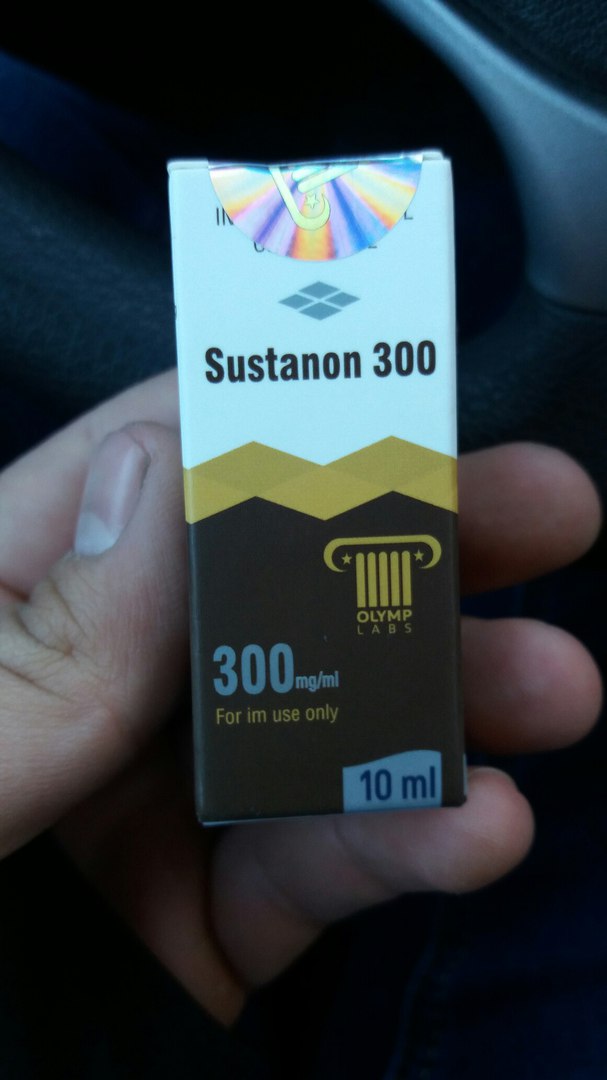 Sustanon 300
OLYMP
LABS
300mg/ml
For im use only
10 ml